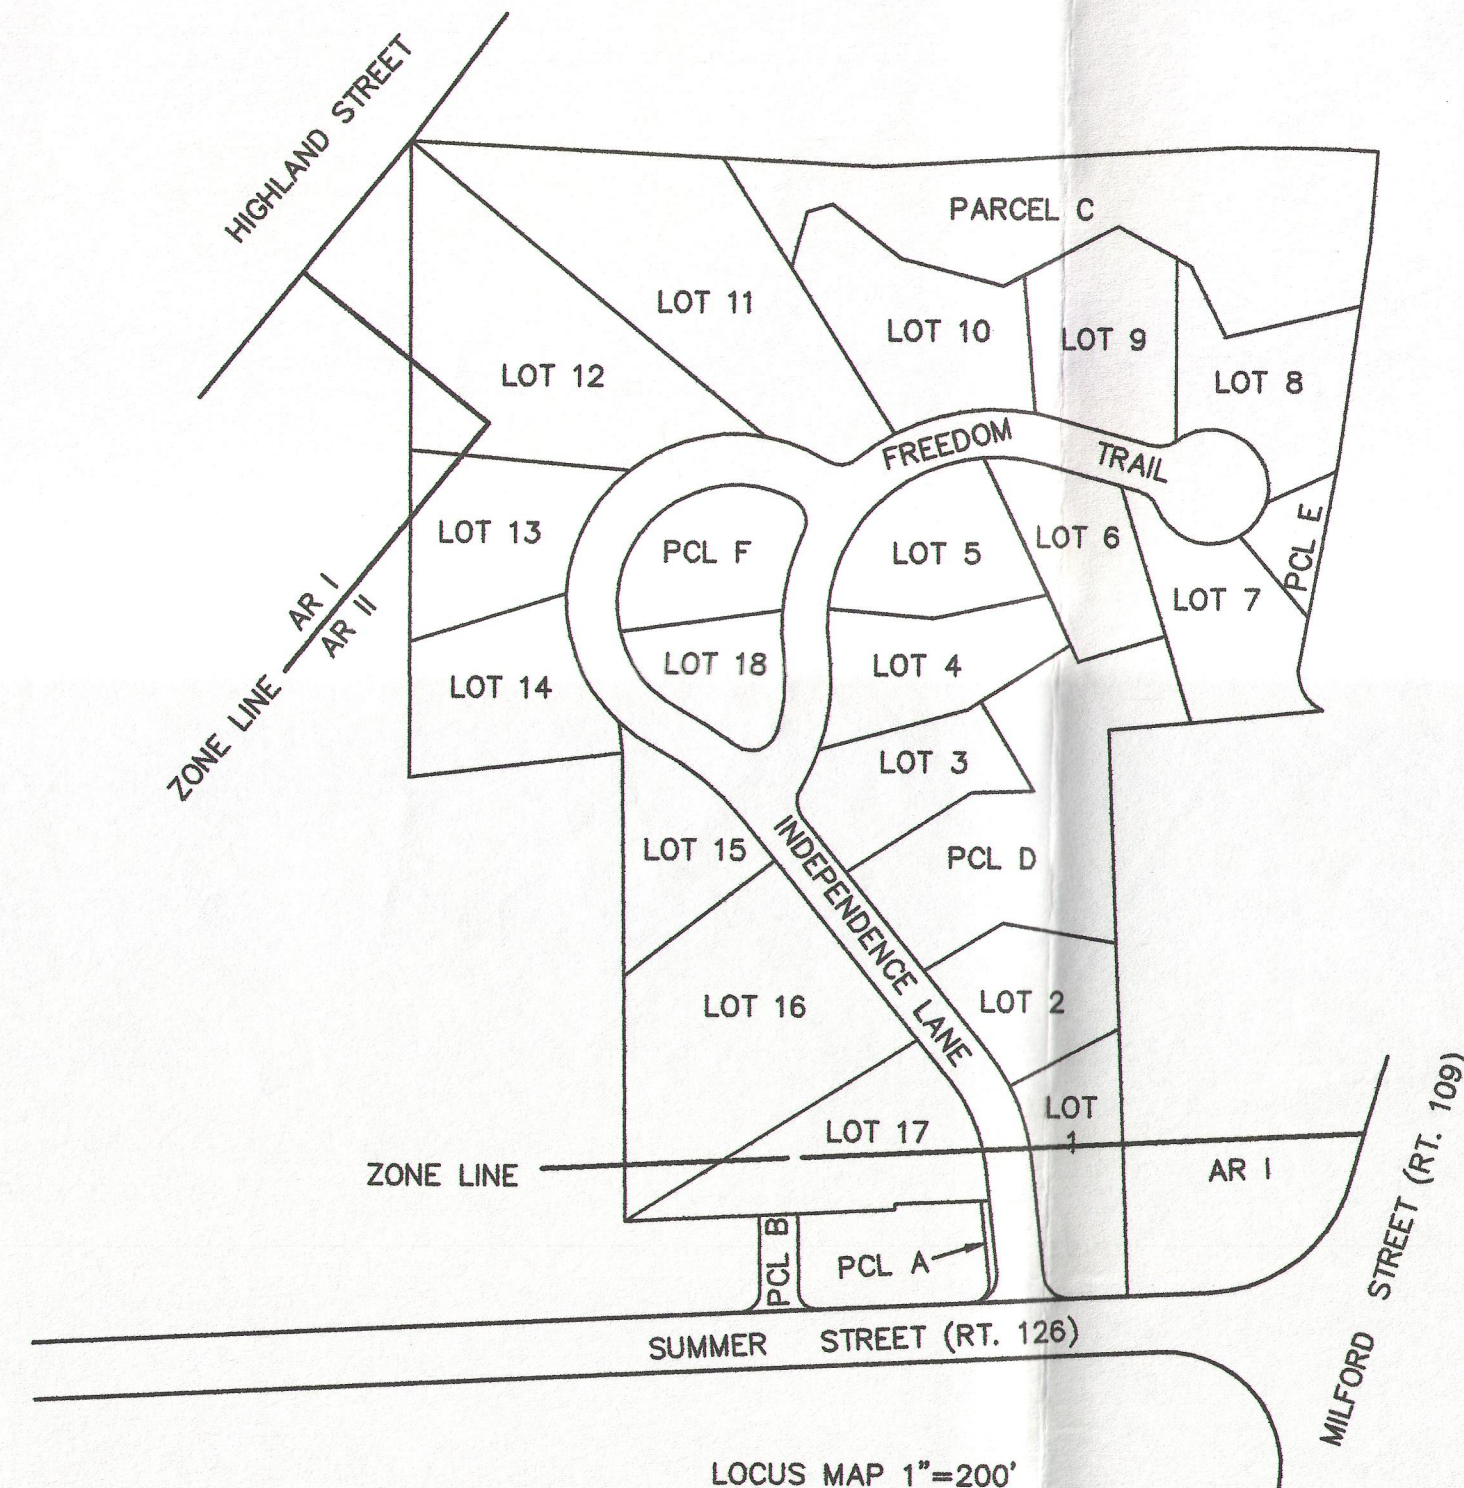 HIGHLAND STREET
PARCEL C
LOT 11
LOT 10
LOT 9
LOT 8
LOT 12
FREEDOM TRAIL
LOT 13
PCL F
LOT 5
LOT 6
PCL E
LOT 7
AR I
AR II
ZONE LINE
LOT 14
LOT 18
LOT 4
LOT 3
LOT 15
INDEPENDENCE LANE
PCL D
LOT 16
LOT 2
LOT
1
LOT 17
ZONE LINE
AR I
PCL B
PCL A
SUMMER STREET (RT. 126)
MILFORD STREET (RT. 109)
LOCUS MAP 1"=200'